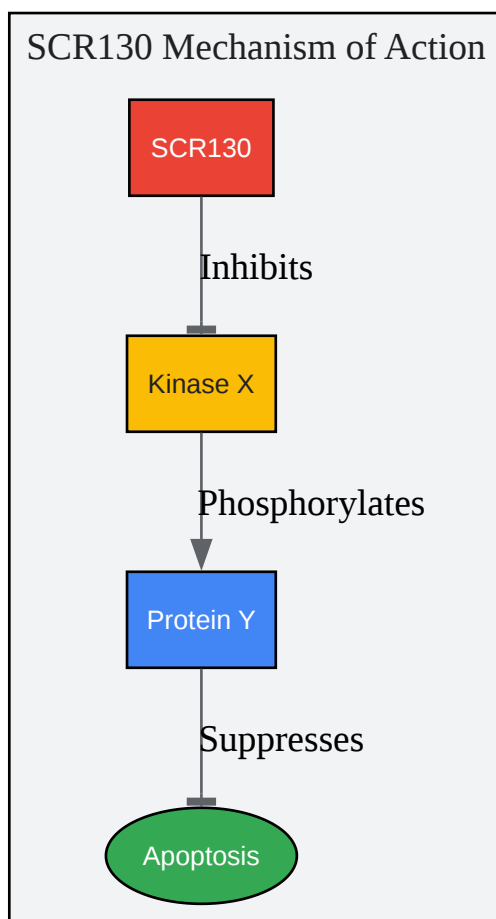 SCR130 Mechanism of Action
SCR130
Inhibits
Kinase X
Phosphorylates
Protein Y
Suppresses
Apoptosis